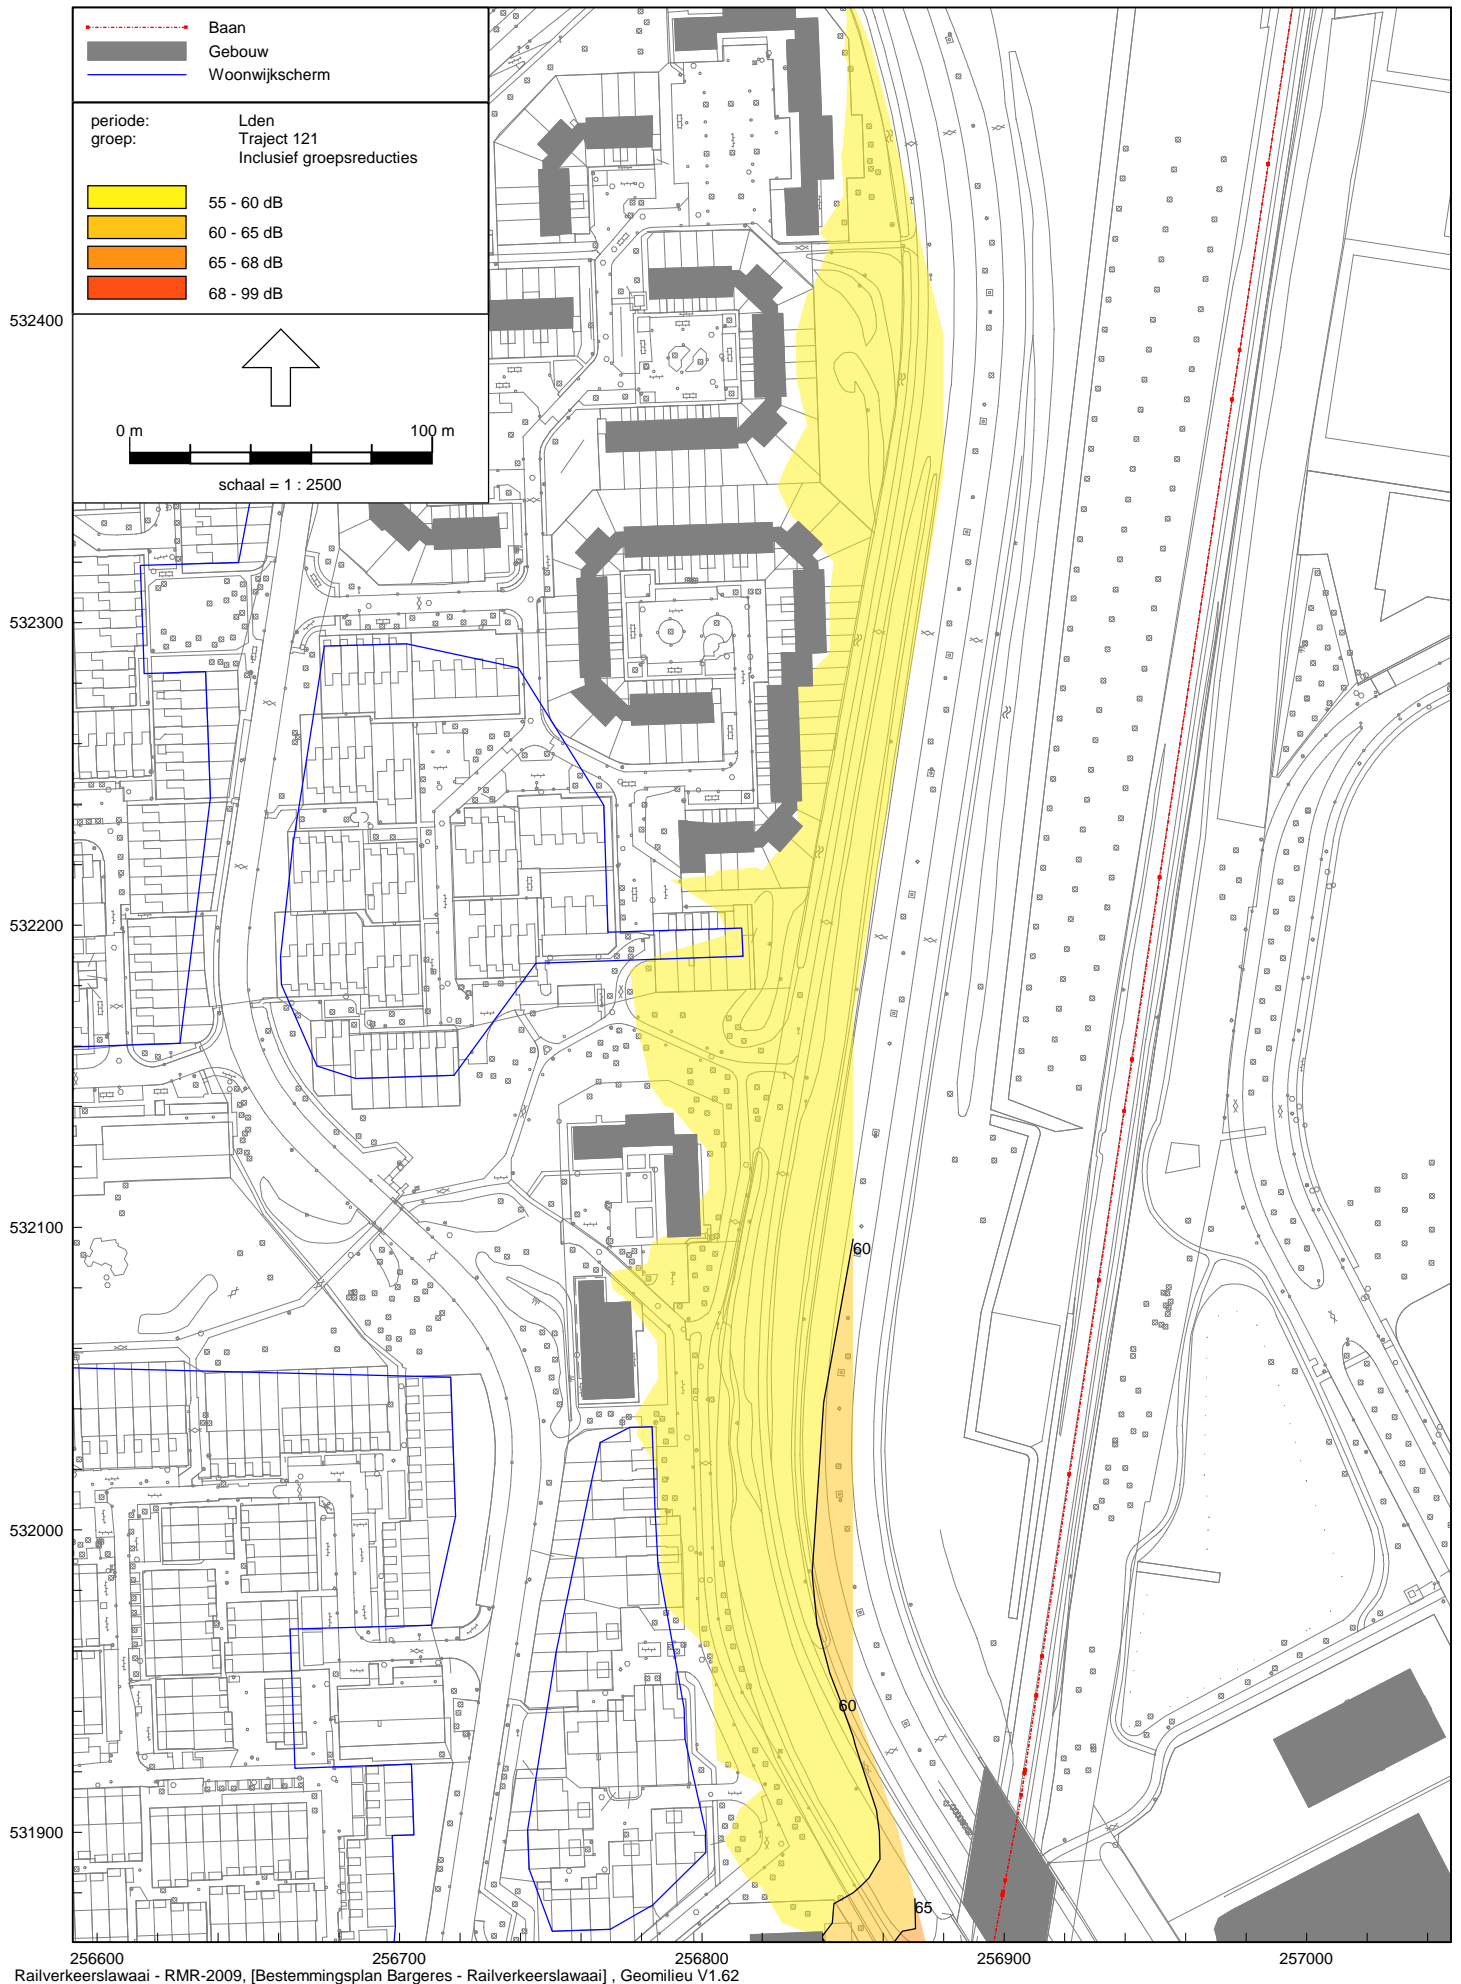 Baan
Gebouw
Woonwijkscherm
periode: Lden
groep: Traject 121
Inclusief groepsreducties
55 - 60 dB
60 - 65 dB
65 - 68 dB
68 - 99 dB
0 m 100 m
schaal = 1 : 2500
532400
532300
532200
532100
60
532000
60
531900
65
256600 256700 256800 256900 257000
Railverkeerslawaai - RMR-2009, [Bestemmingsplan Bargeres - Railverkeerslawaai] , Geomilieu V1.62